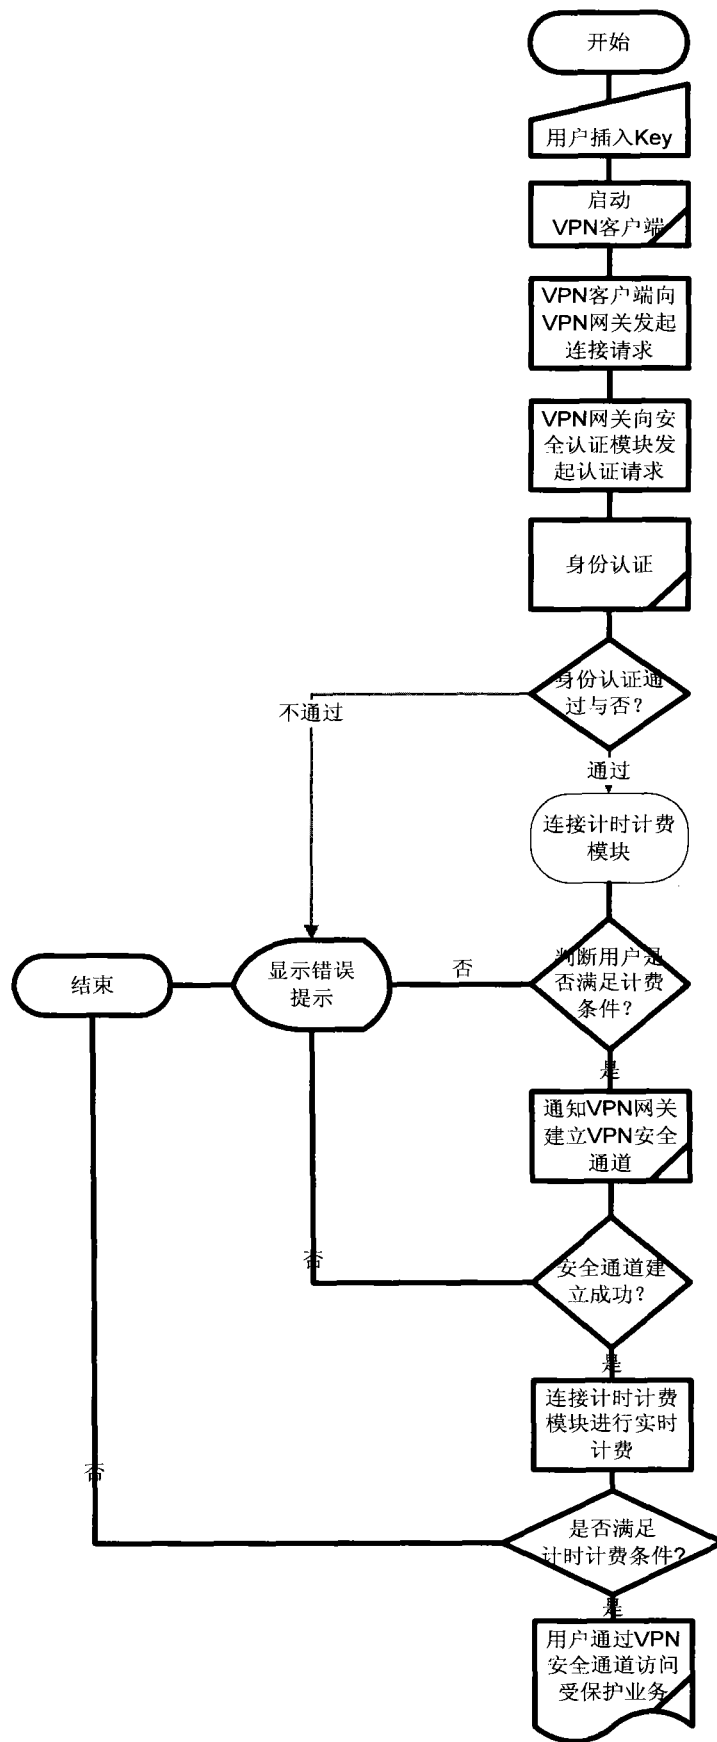 开始
用户插入Key
启动
VPN客户端
VPN客户端向
VPN网关发起
连接请求
VPN网关向安
全认证模块发
起认证请求
身份认证
身份认证通
过与否?
不通过
通过
连接计时计费
模块
结束
显示错误
提示
否
判断用户是
否满足计费
条件?
是
通知VPN网关
建立VPN安全
通道
否
安全通道建
立成功?
是
连接计时计费
模块进行实时
计费
否
是否满足
计时计费条件?
是
用户通过VPN
安全通道访问
受保护业务